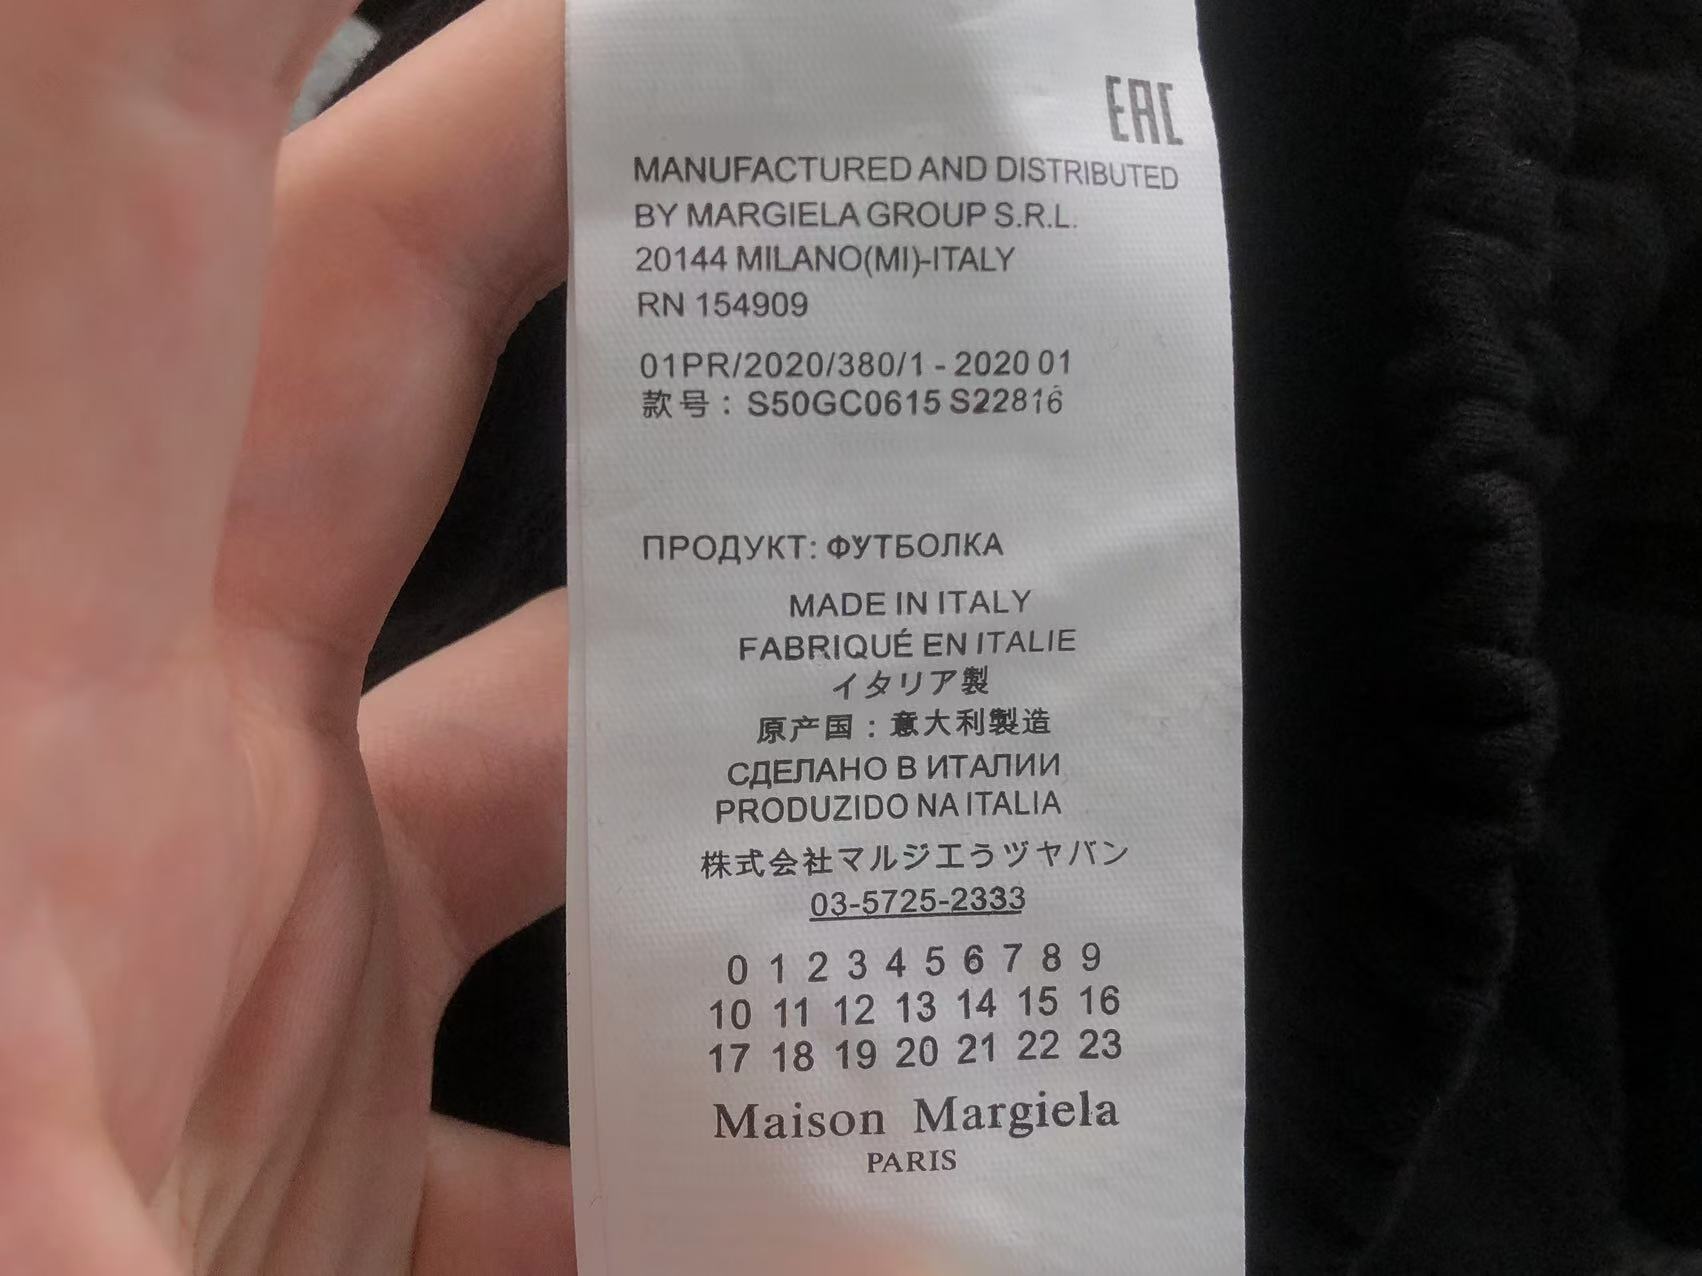 EAC
MANUFACTURED AND DISTRIBUTED
BY MARGIELA GROUP S.R.L.
20144 MILANO(MI)-ITALY
RN 154909
01PR/2020/380/1 - 2020 01
款号：S50GC0615 S22816
ПРОДУКТ: ФУТБОЛКА
MADE IN ITALY
FABRIQUÉ EN ITALIE
イタリア製
原产国：意大利製造
СДЕЛАНО В ИТАЛИИ
PRODUZIDO NA ITALIA
株式会社マルジエうヅヤバン
03-5725-2333
0 1 2 3 4 5 6 7 8 9
10 11 12 13 14 15 16
17 18 19 20 21 22 23
Maison Margiela
PARIS